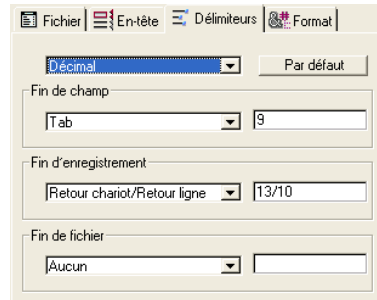 Fichier En-tête Délimiteurs Format
Décimal Par défaut
Fin de champ
Tab 9
Fin d'enregistrement
Retour chariot/Retour ligne 13/10
Fin de fichier
Aucun